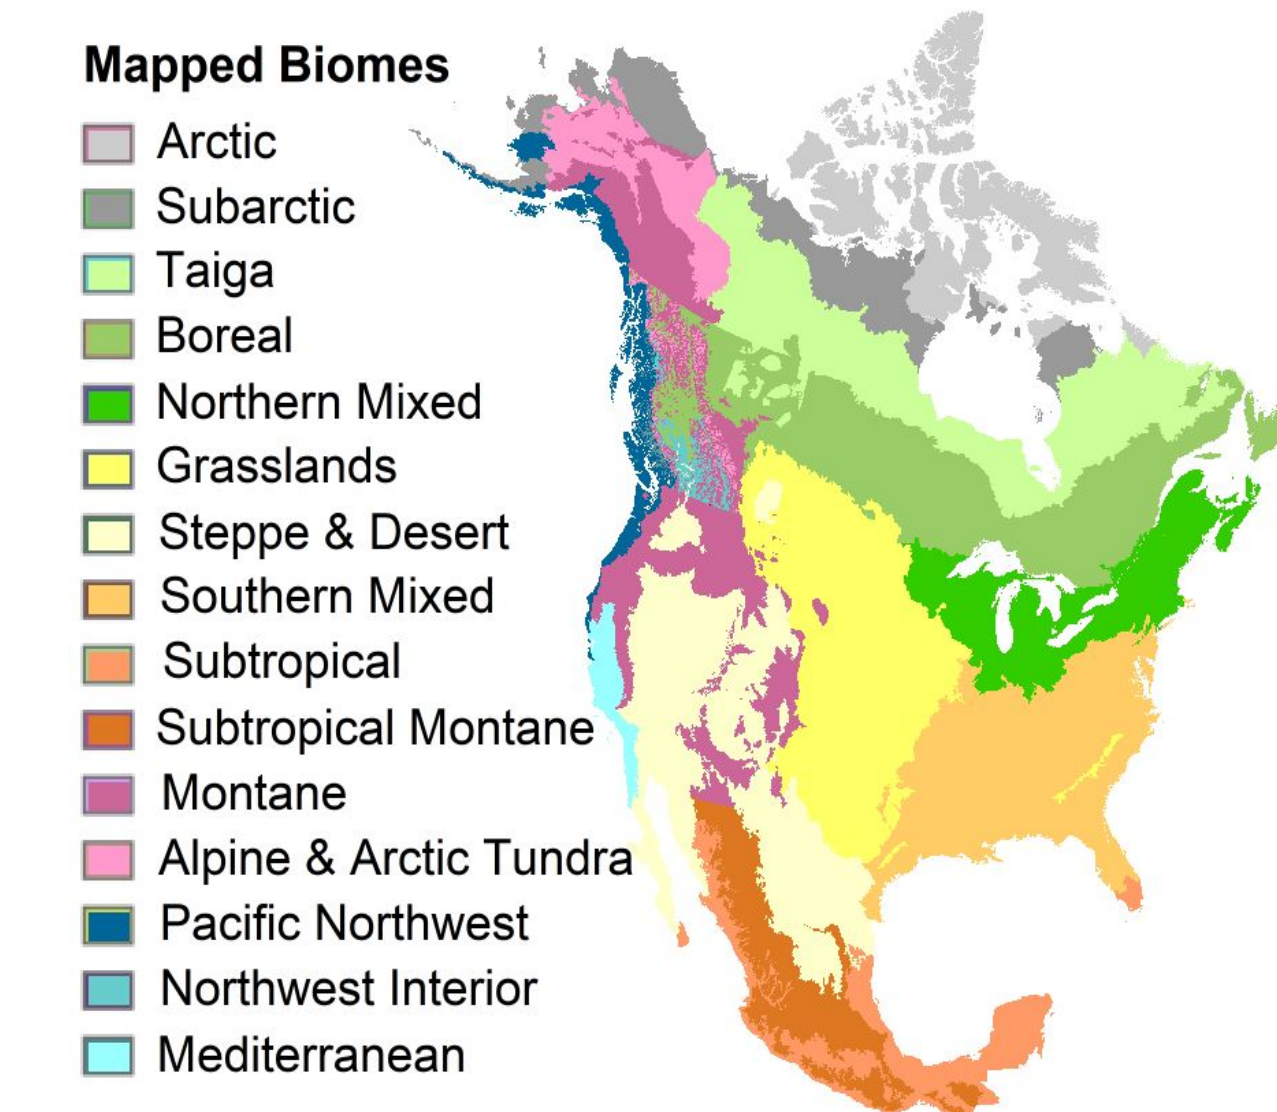 Mapped Biomes
Arctic
Subarctic
Taiga
Boreal
Northern Mixed
Grasslands
Steppe & Desert
Southern Mixed
Subtropical
Subtropical Montane
Montane
Alpine & Arctic Tundra
Pacific Northwest
Northwest Interior
Mediterranean